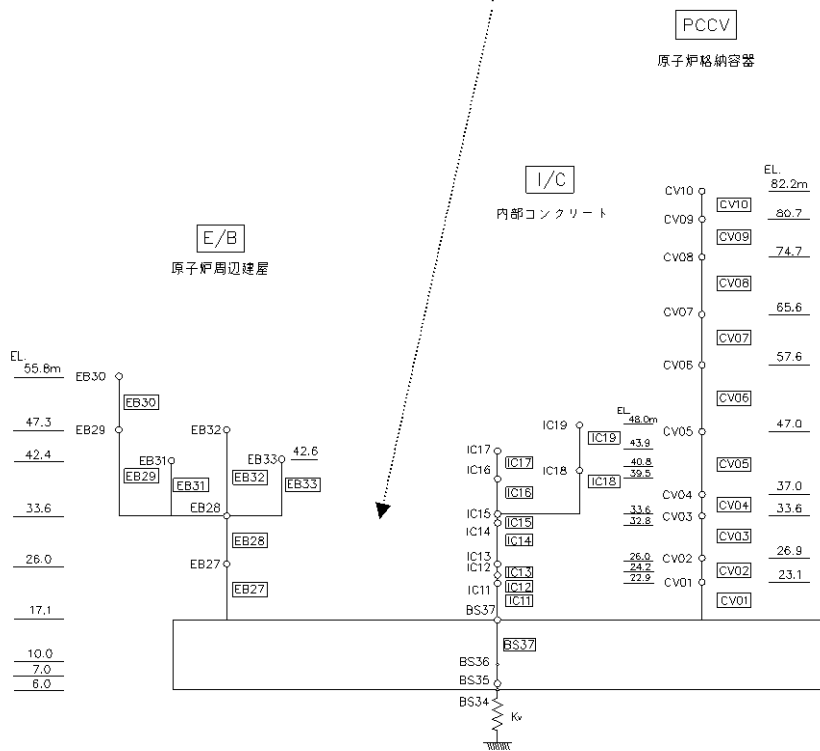 PCCV
原子炉格納容器
I/C
内部コンクリート
E/B
原子炉周辺建屋
EL.
55.8m
47.3
42.4
33.6
26.0
17.1
10.0
7.0
6.0
EB30
EB30
EB29
EB29
EB31
EB31
EB32
EB32
EB33
42.6
EB33
EB28
EB28
EB27
EB27
IC17
IC17
IC16
IC16
IC15
IC15
IC14
IC14
IC13
IC12
IC13
IC12
IC11
IC11
IC19
IC19
IC18
IC18
EL.
48.0m
43.9
40.8
39.5
33.6
32.8
26.0
24.2
22.9
BS37
BS37
BS36
BS35
BS34
Kv
CV10
CV10
CV09
CV09
CV08
CV08
CV07
CV07
CV06
CV06
CV05
CV05
CV04
CV04
CV03
CV03
CV02
CV02
CV01
CV01
EL.
82.2m
80.7
74.7
65.6
57.6
47.0
37.0
33.6
26.9
23.1